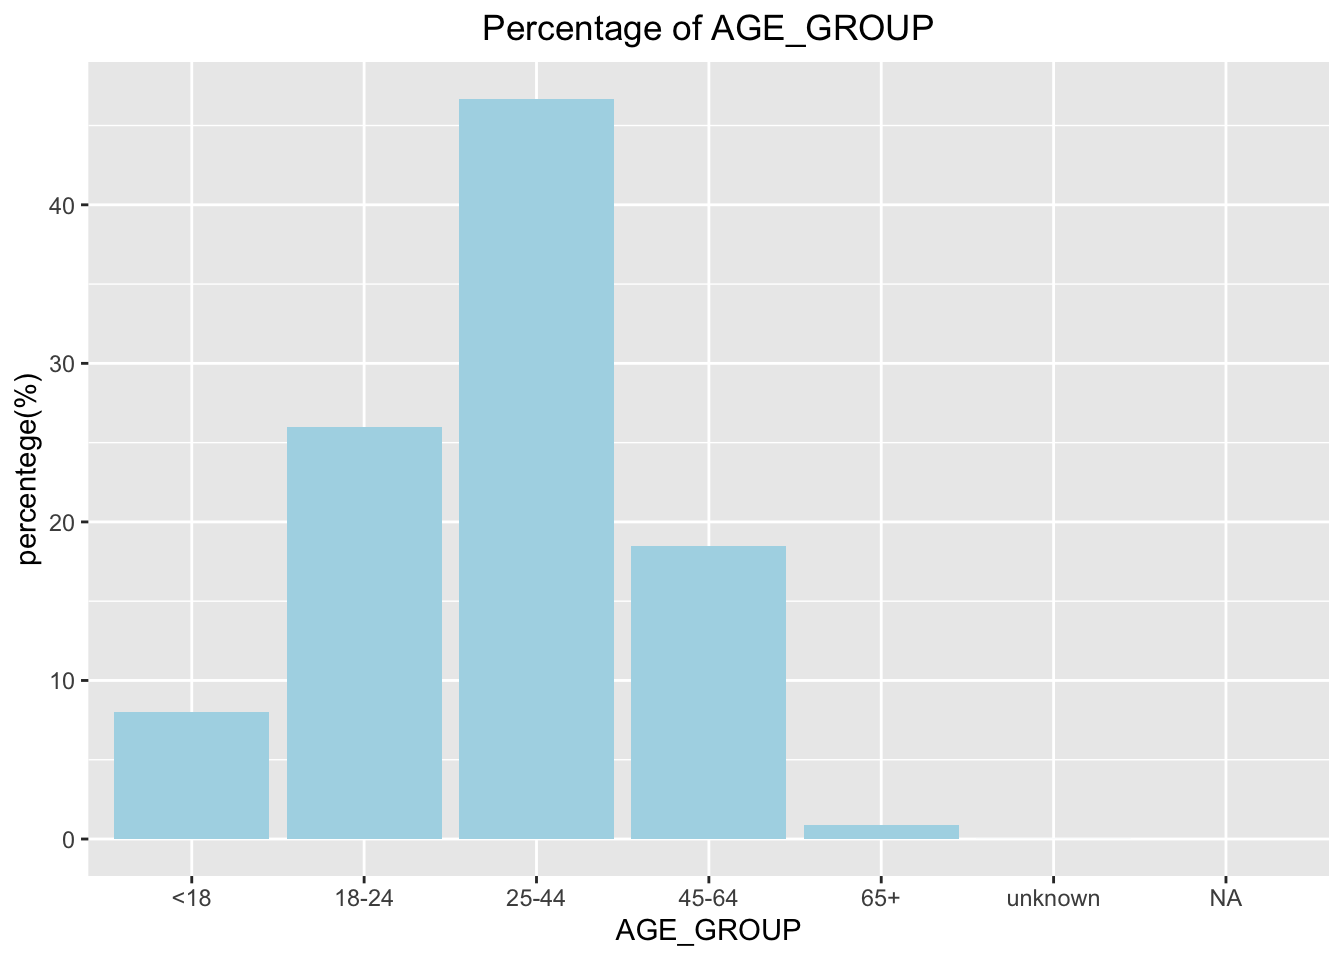 Percentage of AGE_GROUP
percentege(%)
40
30
20
10
0
<18 18-24 25-44 45-64 65+ unknown NA
AGE_GROUP